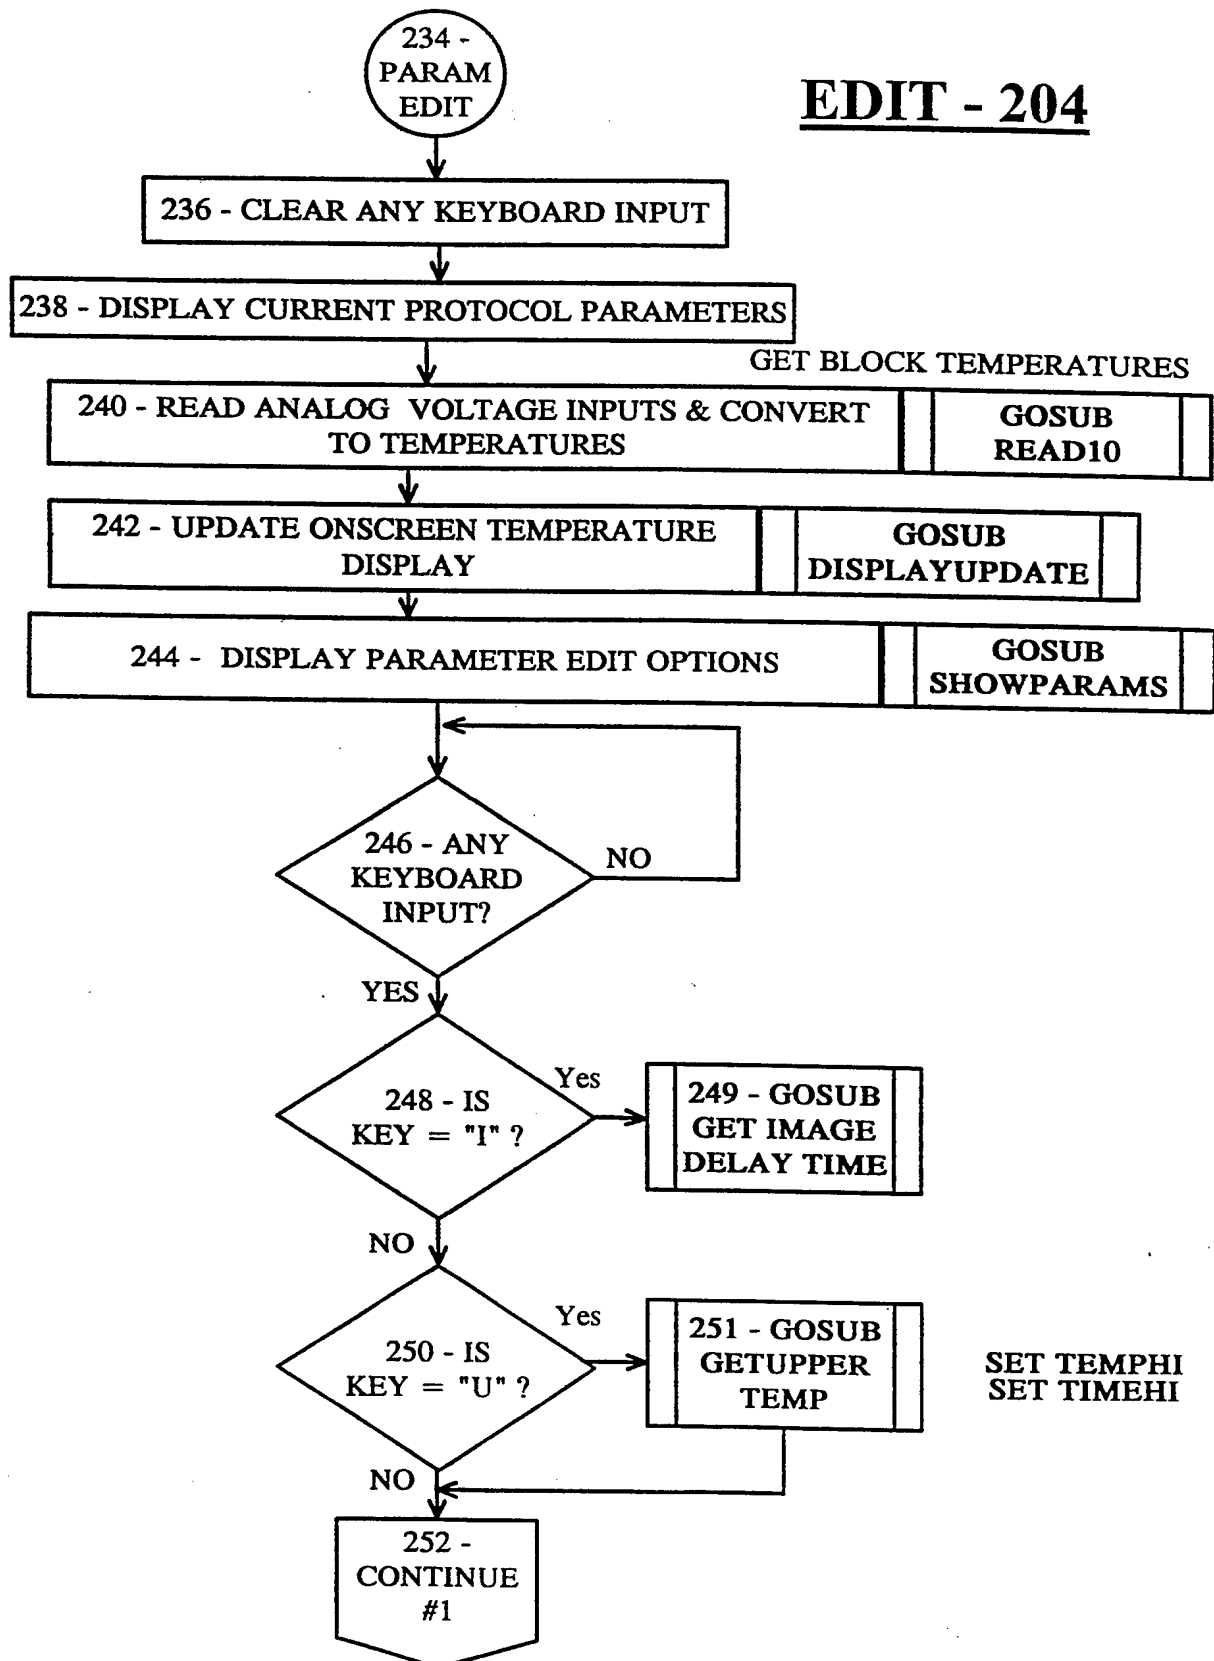 234 -
PARAM
EDIT
EDIT - 204
236 - CLEAR ANY KEYBOARD INPUT
238 - DISPLAY CURRENT PROTOCOL PARAMETERS
GET BLOCK TEMPERATURES
240 - READ ANALOG VOLTAGE INPUTS & CONVERT
TO TEMPERATURES
GOSUB
READ10
242 - UPDATE ONSCREEN TEMPERATURE
DISPLAY
GOSUB
DISPLAYUPDATE
244 - DISPLAY PARAMETER EDIT OPTIONS
GOSUB
SHOWPARAMS
246 - ANY
KEYBOARD
INPUT?
NO
YES
248 - IS
KEY = "I" ?
Yes
249 - GOSUB
GET IMAGE
DELAY TIME
NO
250 - IS
KEY = "U" ?
Yes
251 - GOSUB
GETUPPER
TEMP
SET TEMPHI
SET TIMEHI
NO
252 -
CONTINUE
#1